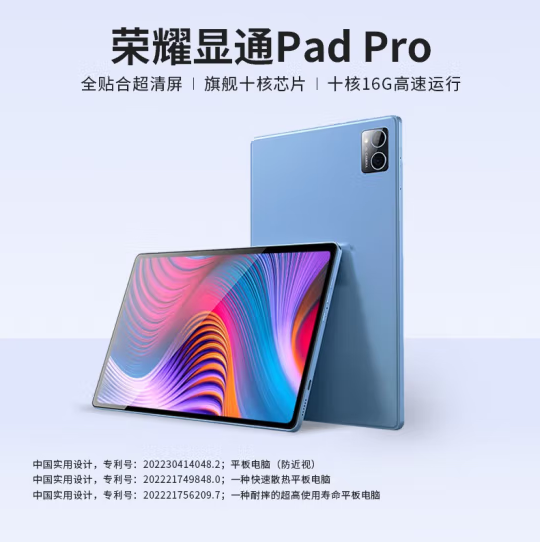 荣耀显通Pad Pro
全贴合超清屏 | 旗舰十核芯片 | 十核16G高速运行
中国实用设计，专利号：202230414048.2；平板电脑（防近视）
中国实用设计，专利号：202221749848.0；一种快速散热平板电脑
中国实用设计，专利号：202221756209.7；一种耐摔的超高使用寿命平板电脑